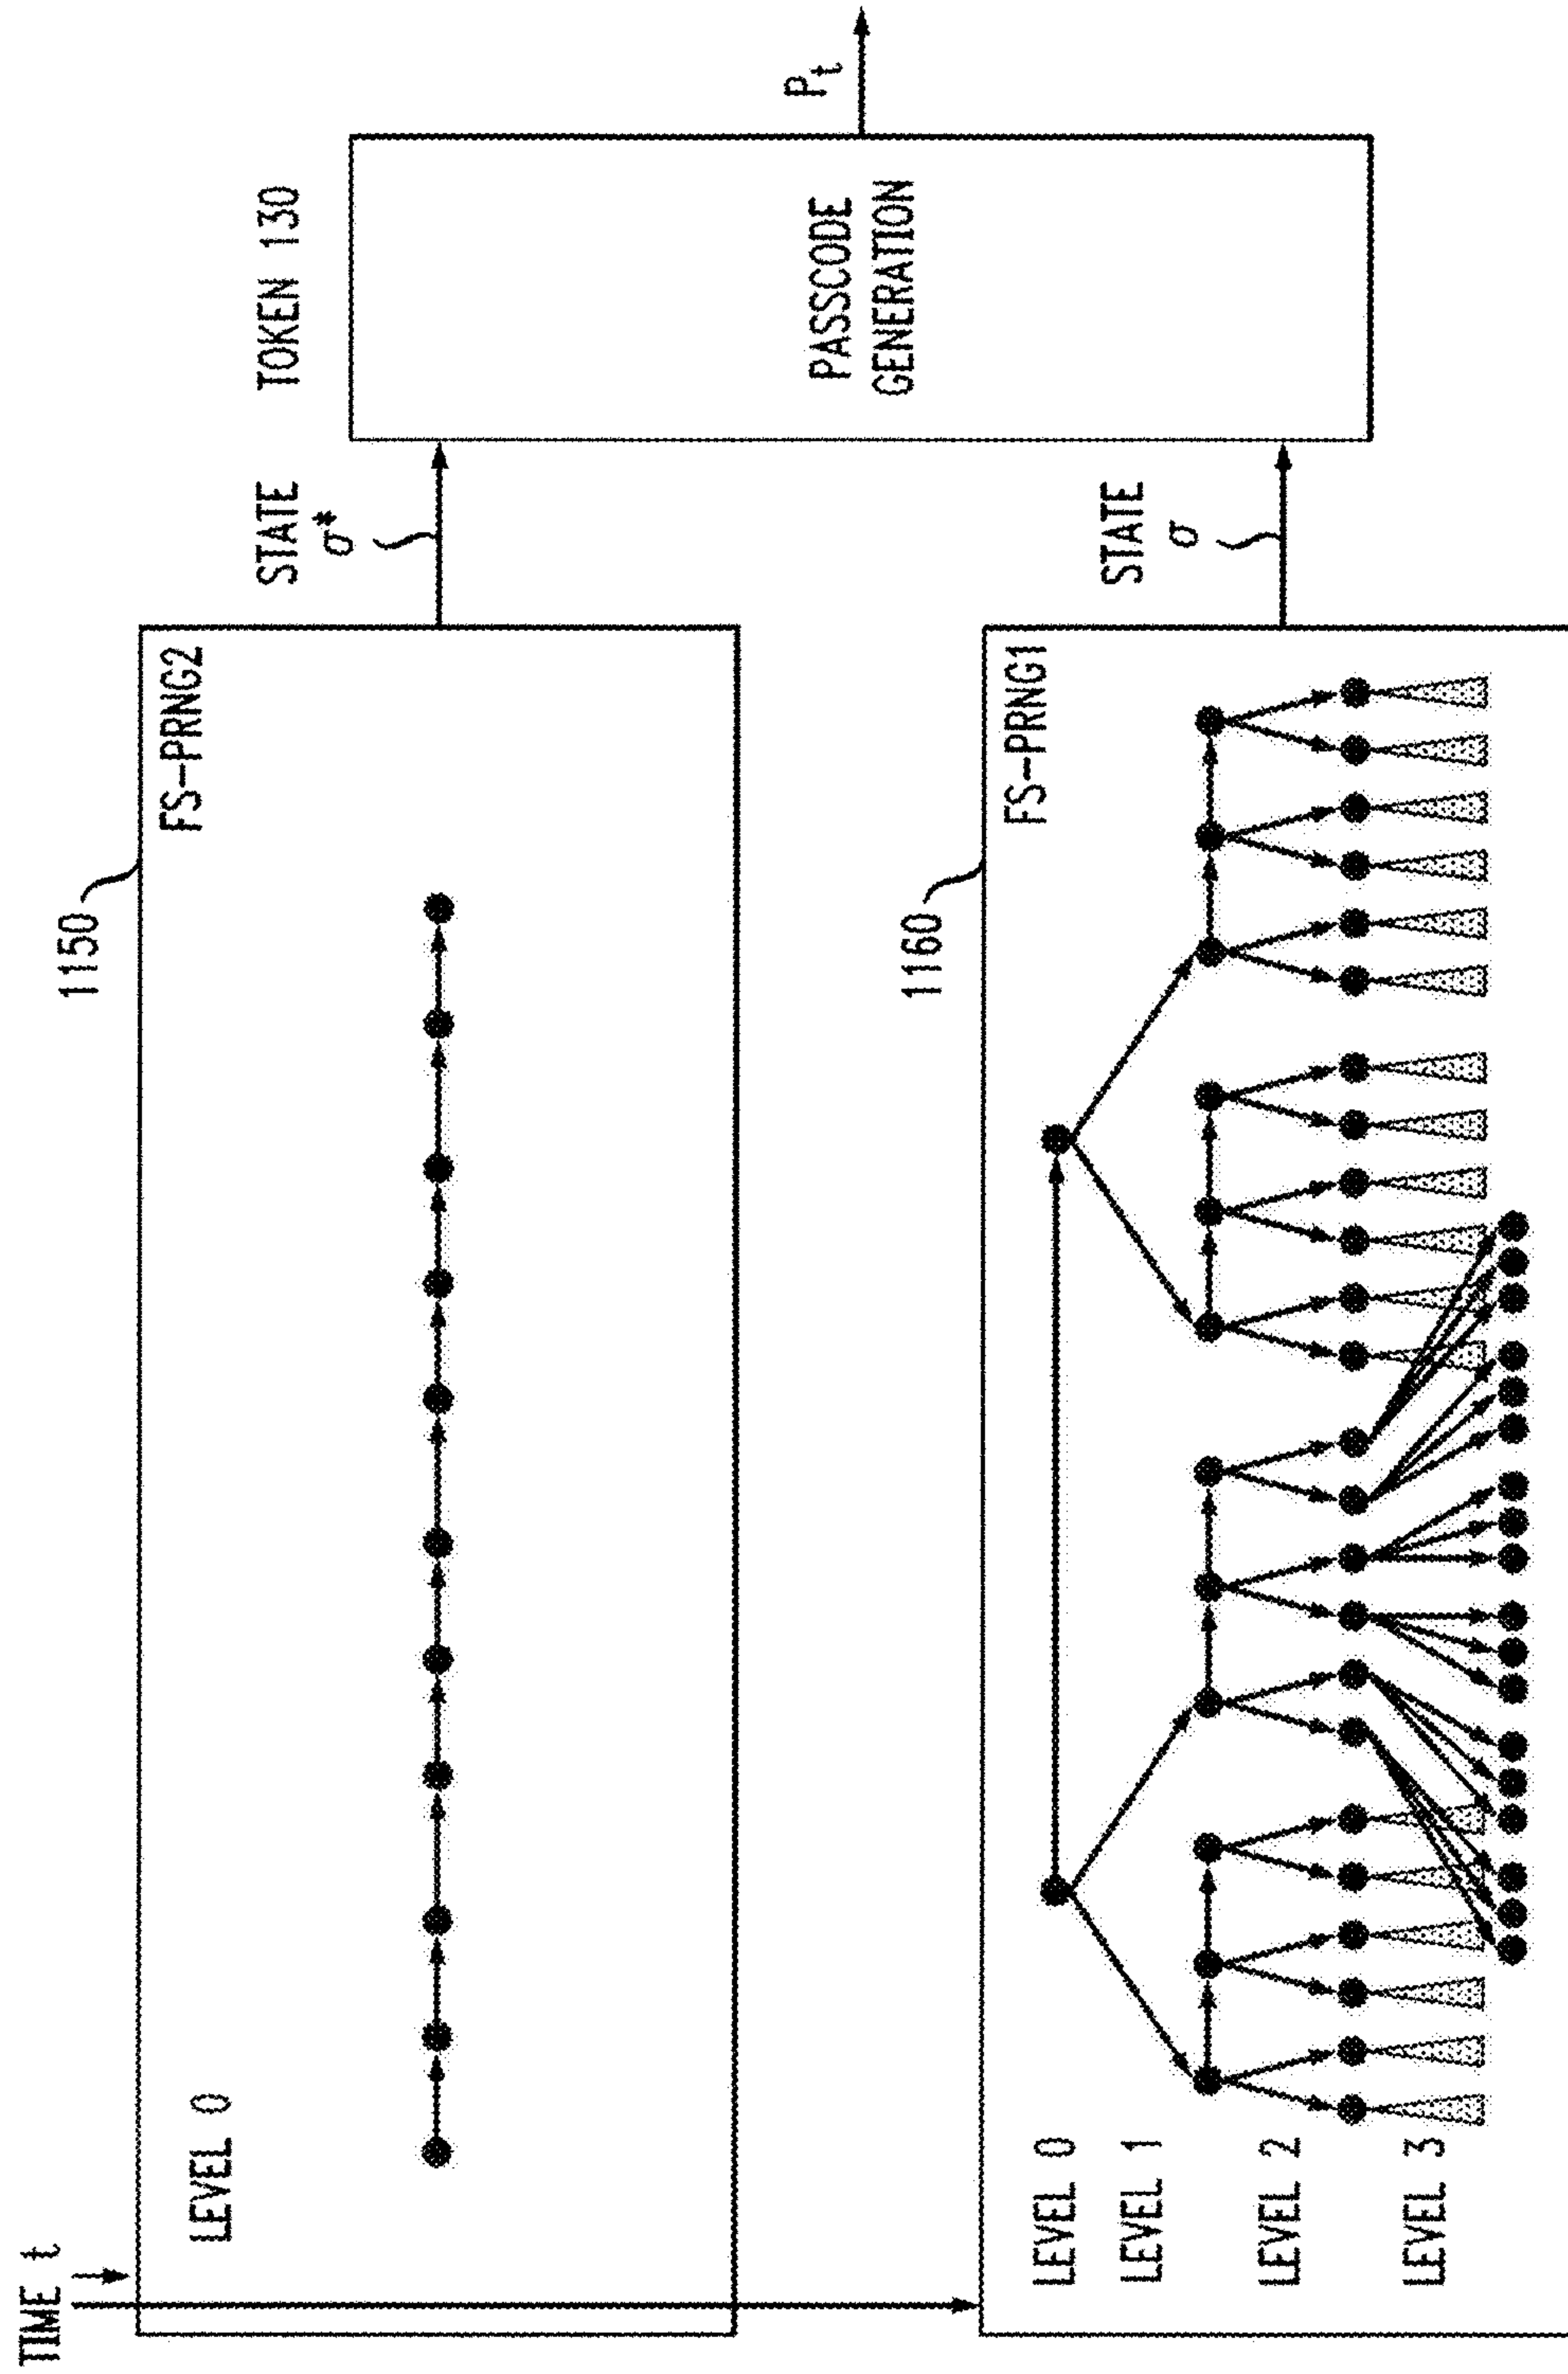 TIME t
1150
FS-PRNG2
LEVEL 0
STATE
σ*
TOKEN 130
PASSCODE
GENERATION
Pt
1160
FS-PRNG1
LEVEL 0
LEVEL 1
LEVEL 2
LEVEL 3
STATE
σ